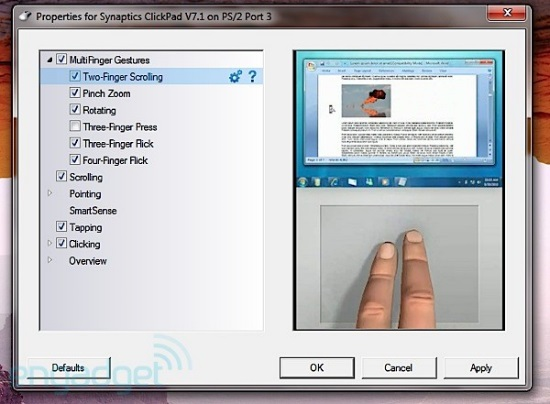 Properties for Synaptics ClickPad V7.1 on PS/2 Port 3
MultiFinger Gestures
Two-Finger Scrolling
?
Pinch Zoom
Rotating
Three-Finger Press
Three-Finger Flick
Four-Finger Flick
Scrolling
Pointing
SmartSense
Tapping
Clicking
Overview
Defaults
OK
Cancel
Apply
engadget